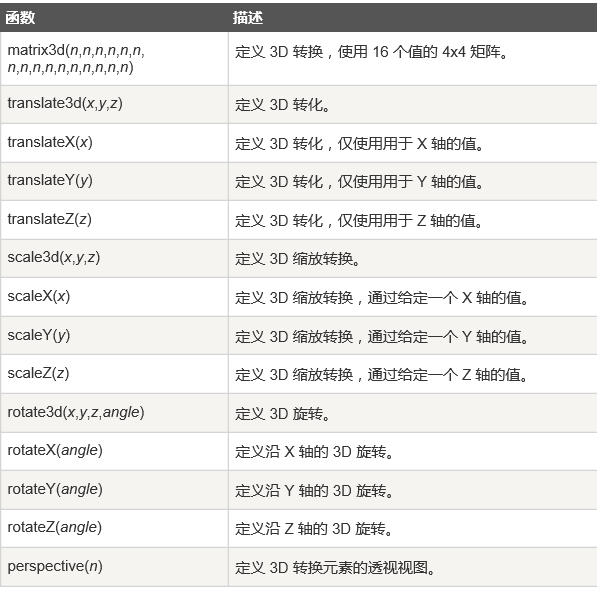 函数 描述
matrix3d(n,n,n,n,n,n, 定义 3D 转换，使用 16 个值的 4x4 矩阵。
n,n,n,n,n,n,n,n,n,n)
translate3d(x,y,z) 定义 3D 转化。
translateX(x) 定义 3D 转化，仅使用用于 X 轴的值。
translateY(y) 定义 3D 转化，仅使用用于 Y 轴的值。
translateZ(z) 定义 3D 转化，仅使用用于 Z 轴的值。
scale3d(x,y,z) 定义 3D 缩放转换。
scaleX(x) 定义 3D 缩放转换，通过给定一个 X 轴的值。
scaleY(y) 定义 3D 缩放转换，通过给定一个 Y 轴的值。
scaleZ(z) 定义 3D 缩放转换，通过给定一个 Z 轴的值。
rotate3d(x,y,z,angle) 定义 3D 旋转。
rotateX(angle) 定义沿 X 轴的 3D 旋转。
rotateY(angle) 定义沿 Y 轴的 3D 旋转。
rotateZ(angle) 定义沿 Z 轴的 3D 旋转。
perspective(n) 定义 3D 转换元素的透视视图。